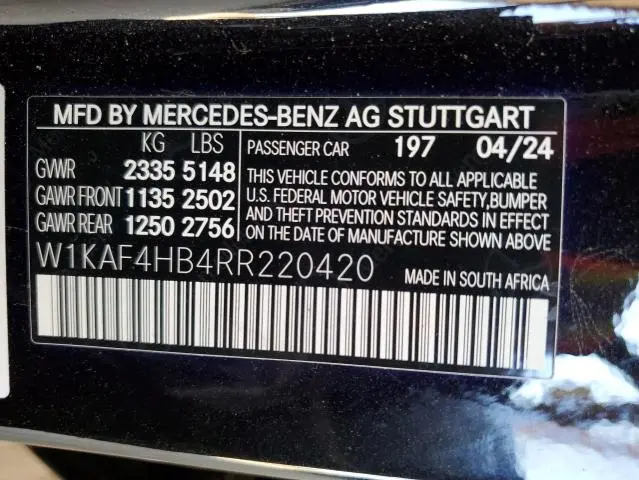 MFD BY MERCEDES-BENZ AG STUTTGART
KG LBS
GVWR 2335 5148
GAWR FRONT 1135 2502
GAWR REAR 1250 2756
PASSENGER CAR 197 04/24
THIS VEHICLE CONFORMS TO ALL APPLICABLE
U.S. FEDERAL MOTOR VEHICLE SAFETY,BUMPER
AND THEFT PREVENTION STANDARDS IN EFFECT
ON DATE OF MANUFACTURE SHOWN ABOVE
W1KAF4HB4RR220420 MADE IN SOUTH AFRICA